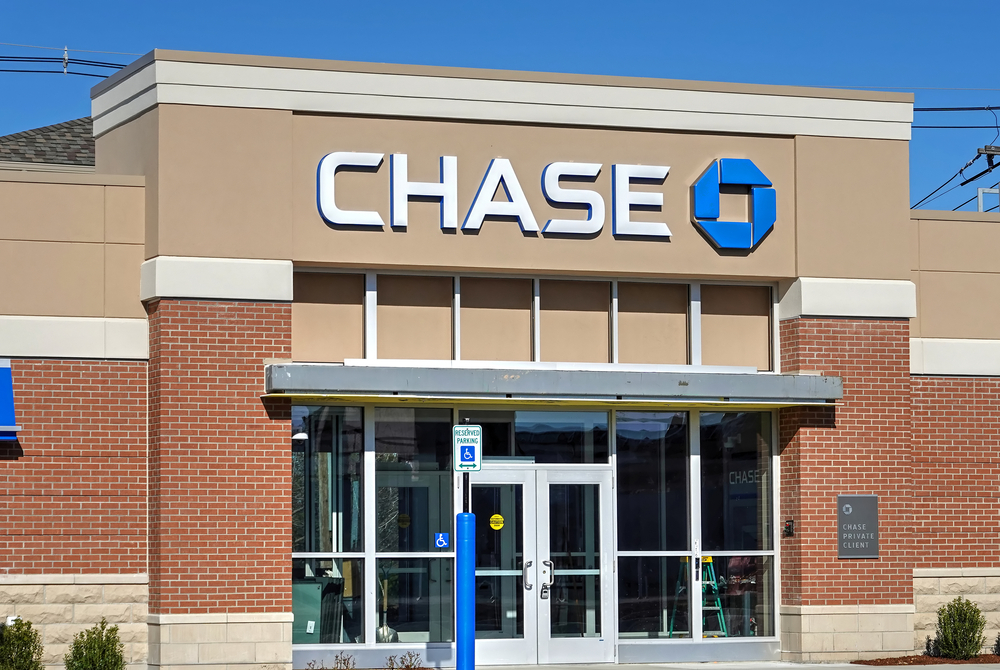 CHASE
RESERVED
PARKING
CHASE
CHASE
PRIVATE
CLIENT